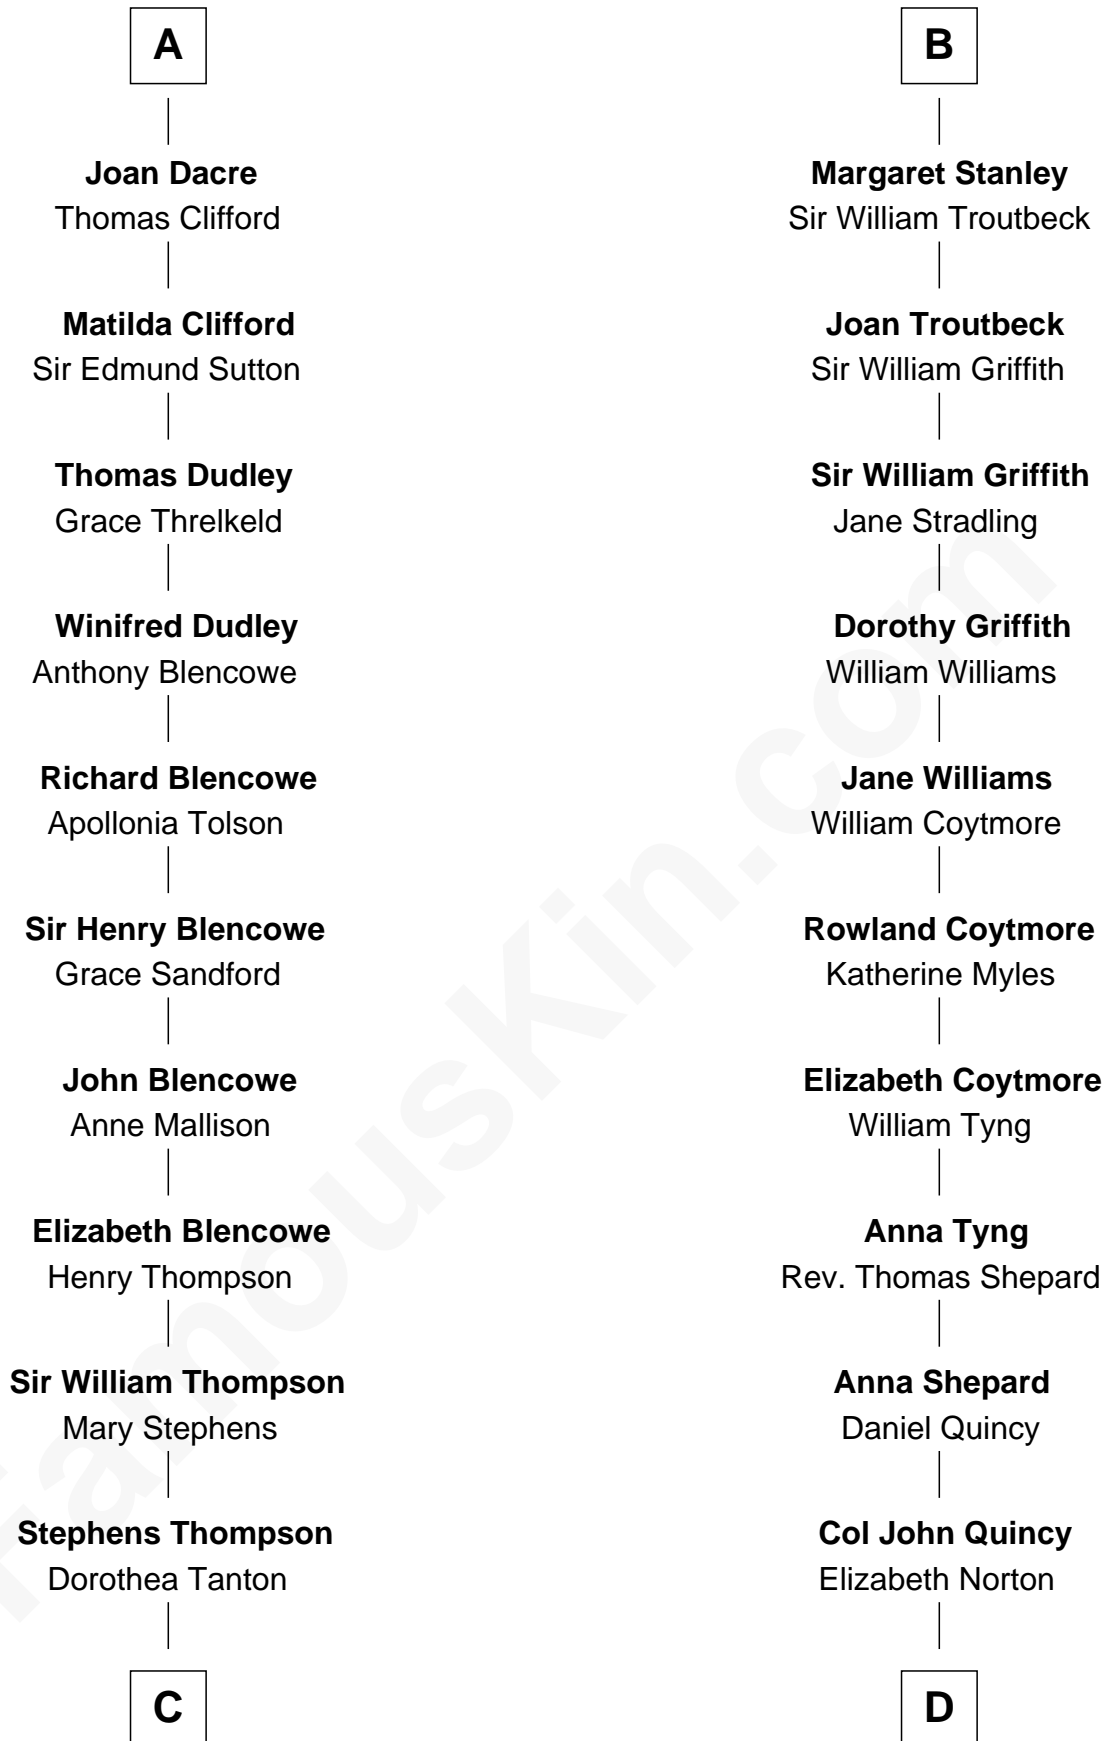 A
Joan Dacre
Thomas Clifford
Matilda Clifford
Sir Edmund Sutton
Thomas Dudley
Grace Threlkeld
Winifred Dudley
Anthony Blencowe
Richard Blencowe
Apollonia Tolson
Sir Henry Blencowe
Grace Sandford
John Blencowe
Anne Mallison
Elizabeth Blencowe
Henry Thompson
Sir William Thompson
Mary Stephens
Stephens Thompson
Dorothea Tanton
C
B
Margaret Stanley
Sir William Troutbeck
Joan Troutbeck
Sir William Griffith
Sir William Griffith
Jane Stradling
Dorothy Griffith
William Williams
Jane Williams
William Coytmore
Rowland Coytmore
Katherine Myles
Elizabeth Coytmore
William Tyng
Anna Tyng
Rev. Thomas Shepard
Anna Shepard
Daniel Quincy
Col John Quincy
Elizabeth Norton
D
FamousKin.com